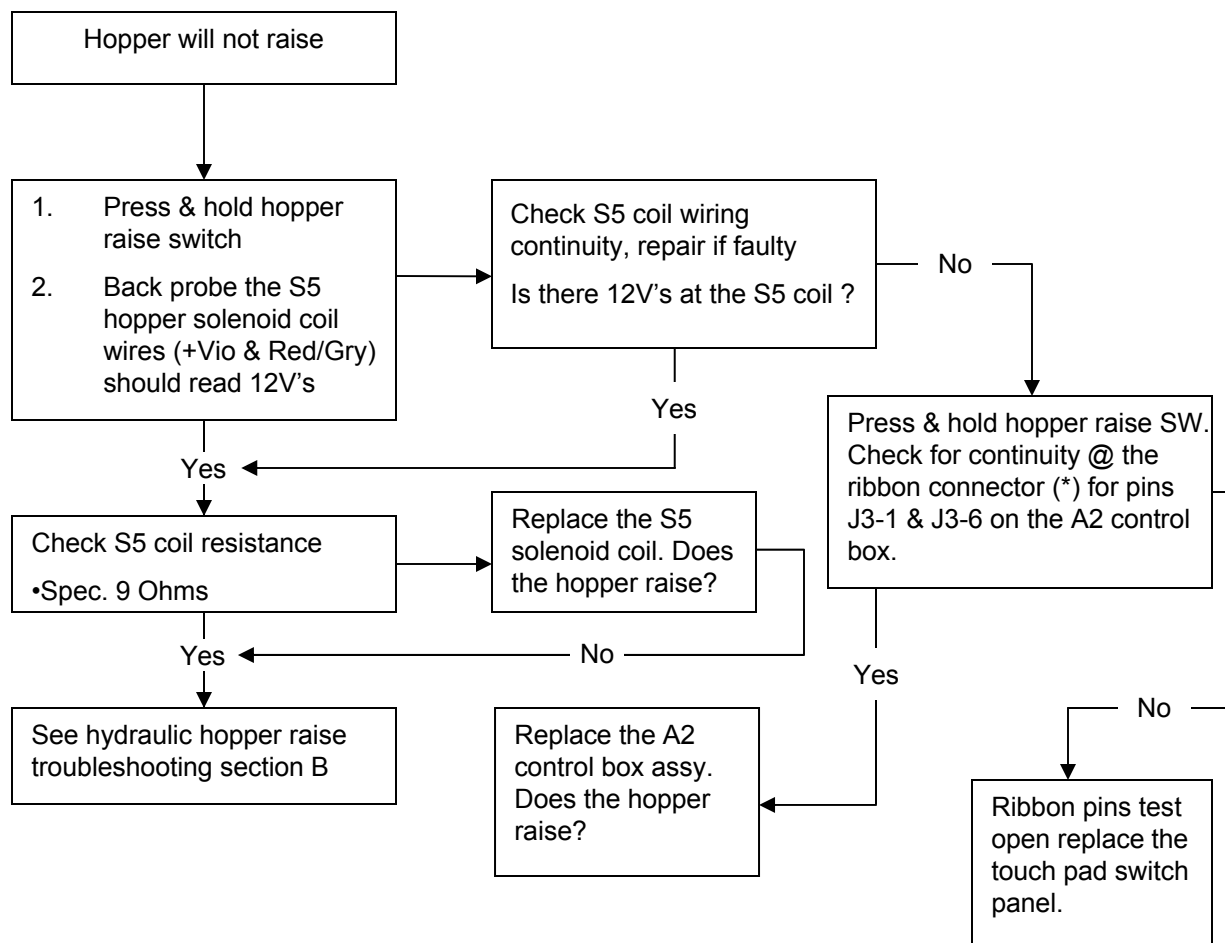 Hopper will not raise
1. Press & hold hopper
raise switch
2. Back probe the S5
hopper solenoid coil
wires (+Vio & Red/Gry)
should read 12V's
Check S5 coil wiring
continuity, repair if faulty
Is there 12V's at the S5 coil ?
No
Yes
Yes
Press & hold hopper raise SW.
Check for continuity @ the
ribbon connector (*) for pins
J3-1 & J3-6 on the A2 control
box.
Check S5 coil resistance
•Spec. 9 Ohms
Replace the S5
solenoid coil. Does
the hopper raise?
Yes
No
Yes
No
See hydraulic hopper raise
troubleshooting section B
Replace the A2
control box assy.
Does the hopper
raise?
Ribbon pins test
open replace the
touch pad switch
panel.